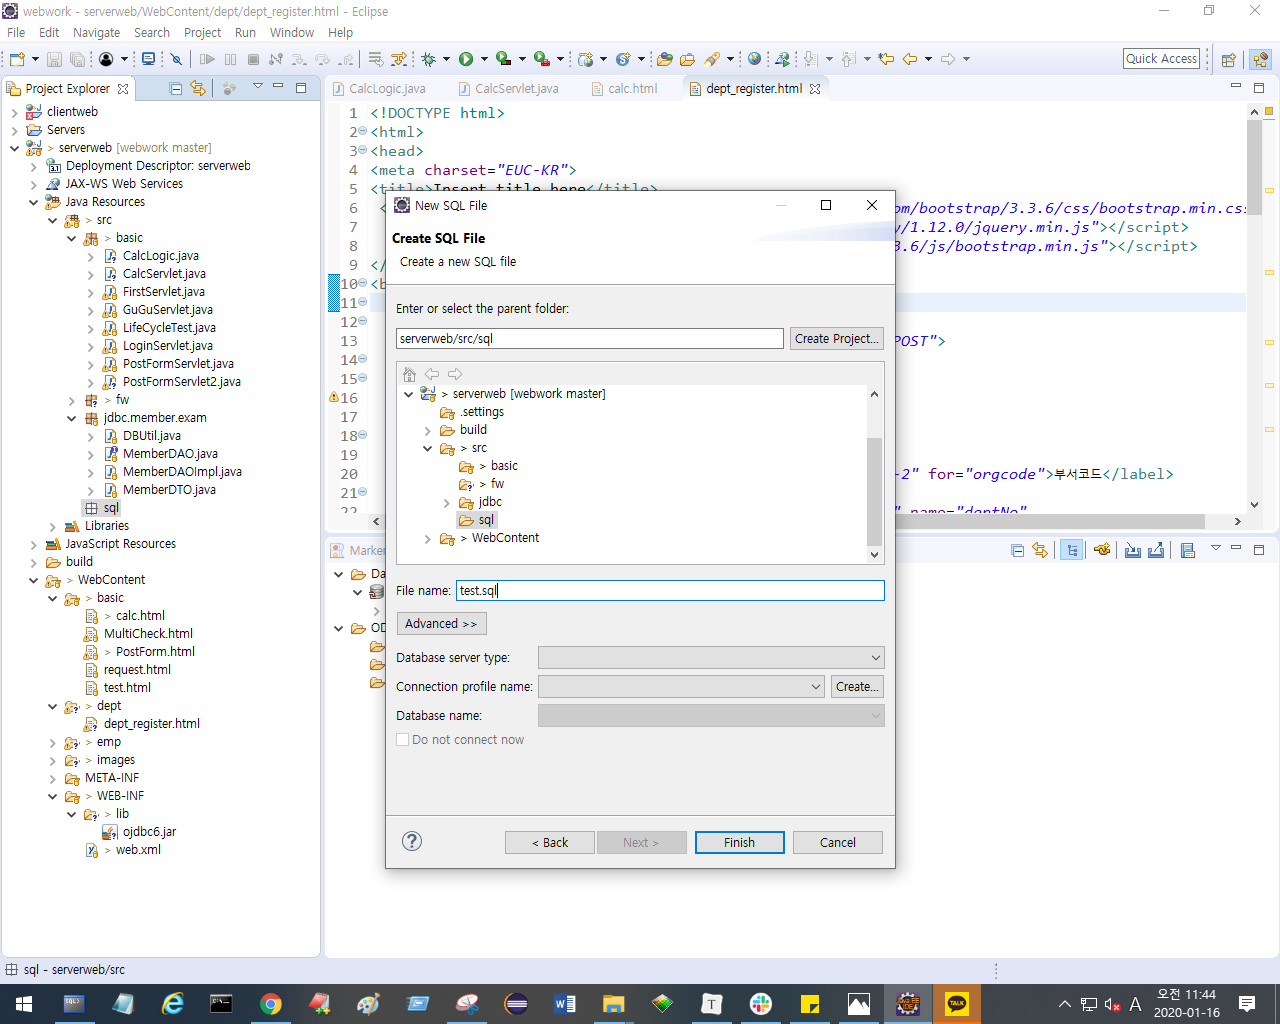 webwork - serverweb/WebContent/dept/dept_register.html - Eclipse
File Edit Navigate Search Project Run Window Help
Quick Access
Project Explorer
CalcLogic.java
CalcServlet.java
calc.html
dept_register.html
clientweb
Servers
> serverweb [webwork master]
Deployment Descriptor: serverweb
JAX-WS Web Services
Java Resources
> src
> basic
CalcLogic.java
CalcServlet.java
FirstServlet.java
GuGuServlet.java
LifeCycleTest.java
LoginServlet.java
PostFormServlet.java
PostFormServlet2.java
> fw
jdbc.member.exam
DBUtil.java
MemberDAO.java
MemberDAOImpl.java
MemberDTO.java
sql
Libraries
JavaScript Resources
build
> WebContent
> basic
> calc.html
MultiCheck.html
> PostForm.html
request.html
test.html
> dept
dept_register.html
> emp
> images
META-INF
> WEB-INF
> lib
ojdbc6.jar
> web.xml
1 <!DOCTYPE html>
2 <html>
3 <head>
4 <meta charset="EUC-KR">
5 <title>Insert title here</title>
6 om/bootstrap/3.3.6/css/bootstrap.min.css
7 y/1.12.0/jquery.min.js"></script>
8 3.6/js/bootstrap.min.js"></script>
9 </
10 <b
11
12
13 POST">
14
15
16
17
18
19
20 -2" for="orgcode">부서코드</label>
21
22 " name="deptNo"
Marker
Da
OD
New SQL File
Create SQL File
Create a new SQL file
Enter or select the parent folder:
serverweb/src/sql
Create Project...
> serverweb [webwork master]
.settings
build
> src
> basic
> fw
jdbc
sql
> WebContent
File name: test.sql
Advanced >>
Database server type:
Connection profile name:
Create...
Database name:
Do not connect now
< Back
Next >
Finish
Cancel
sql - serverweb/src
A
오전 11:44
2020-01-16